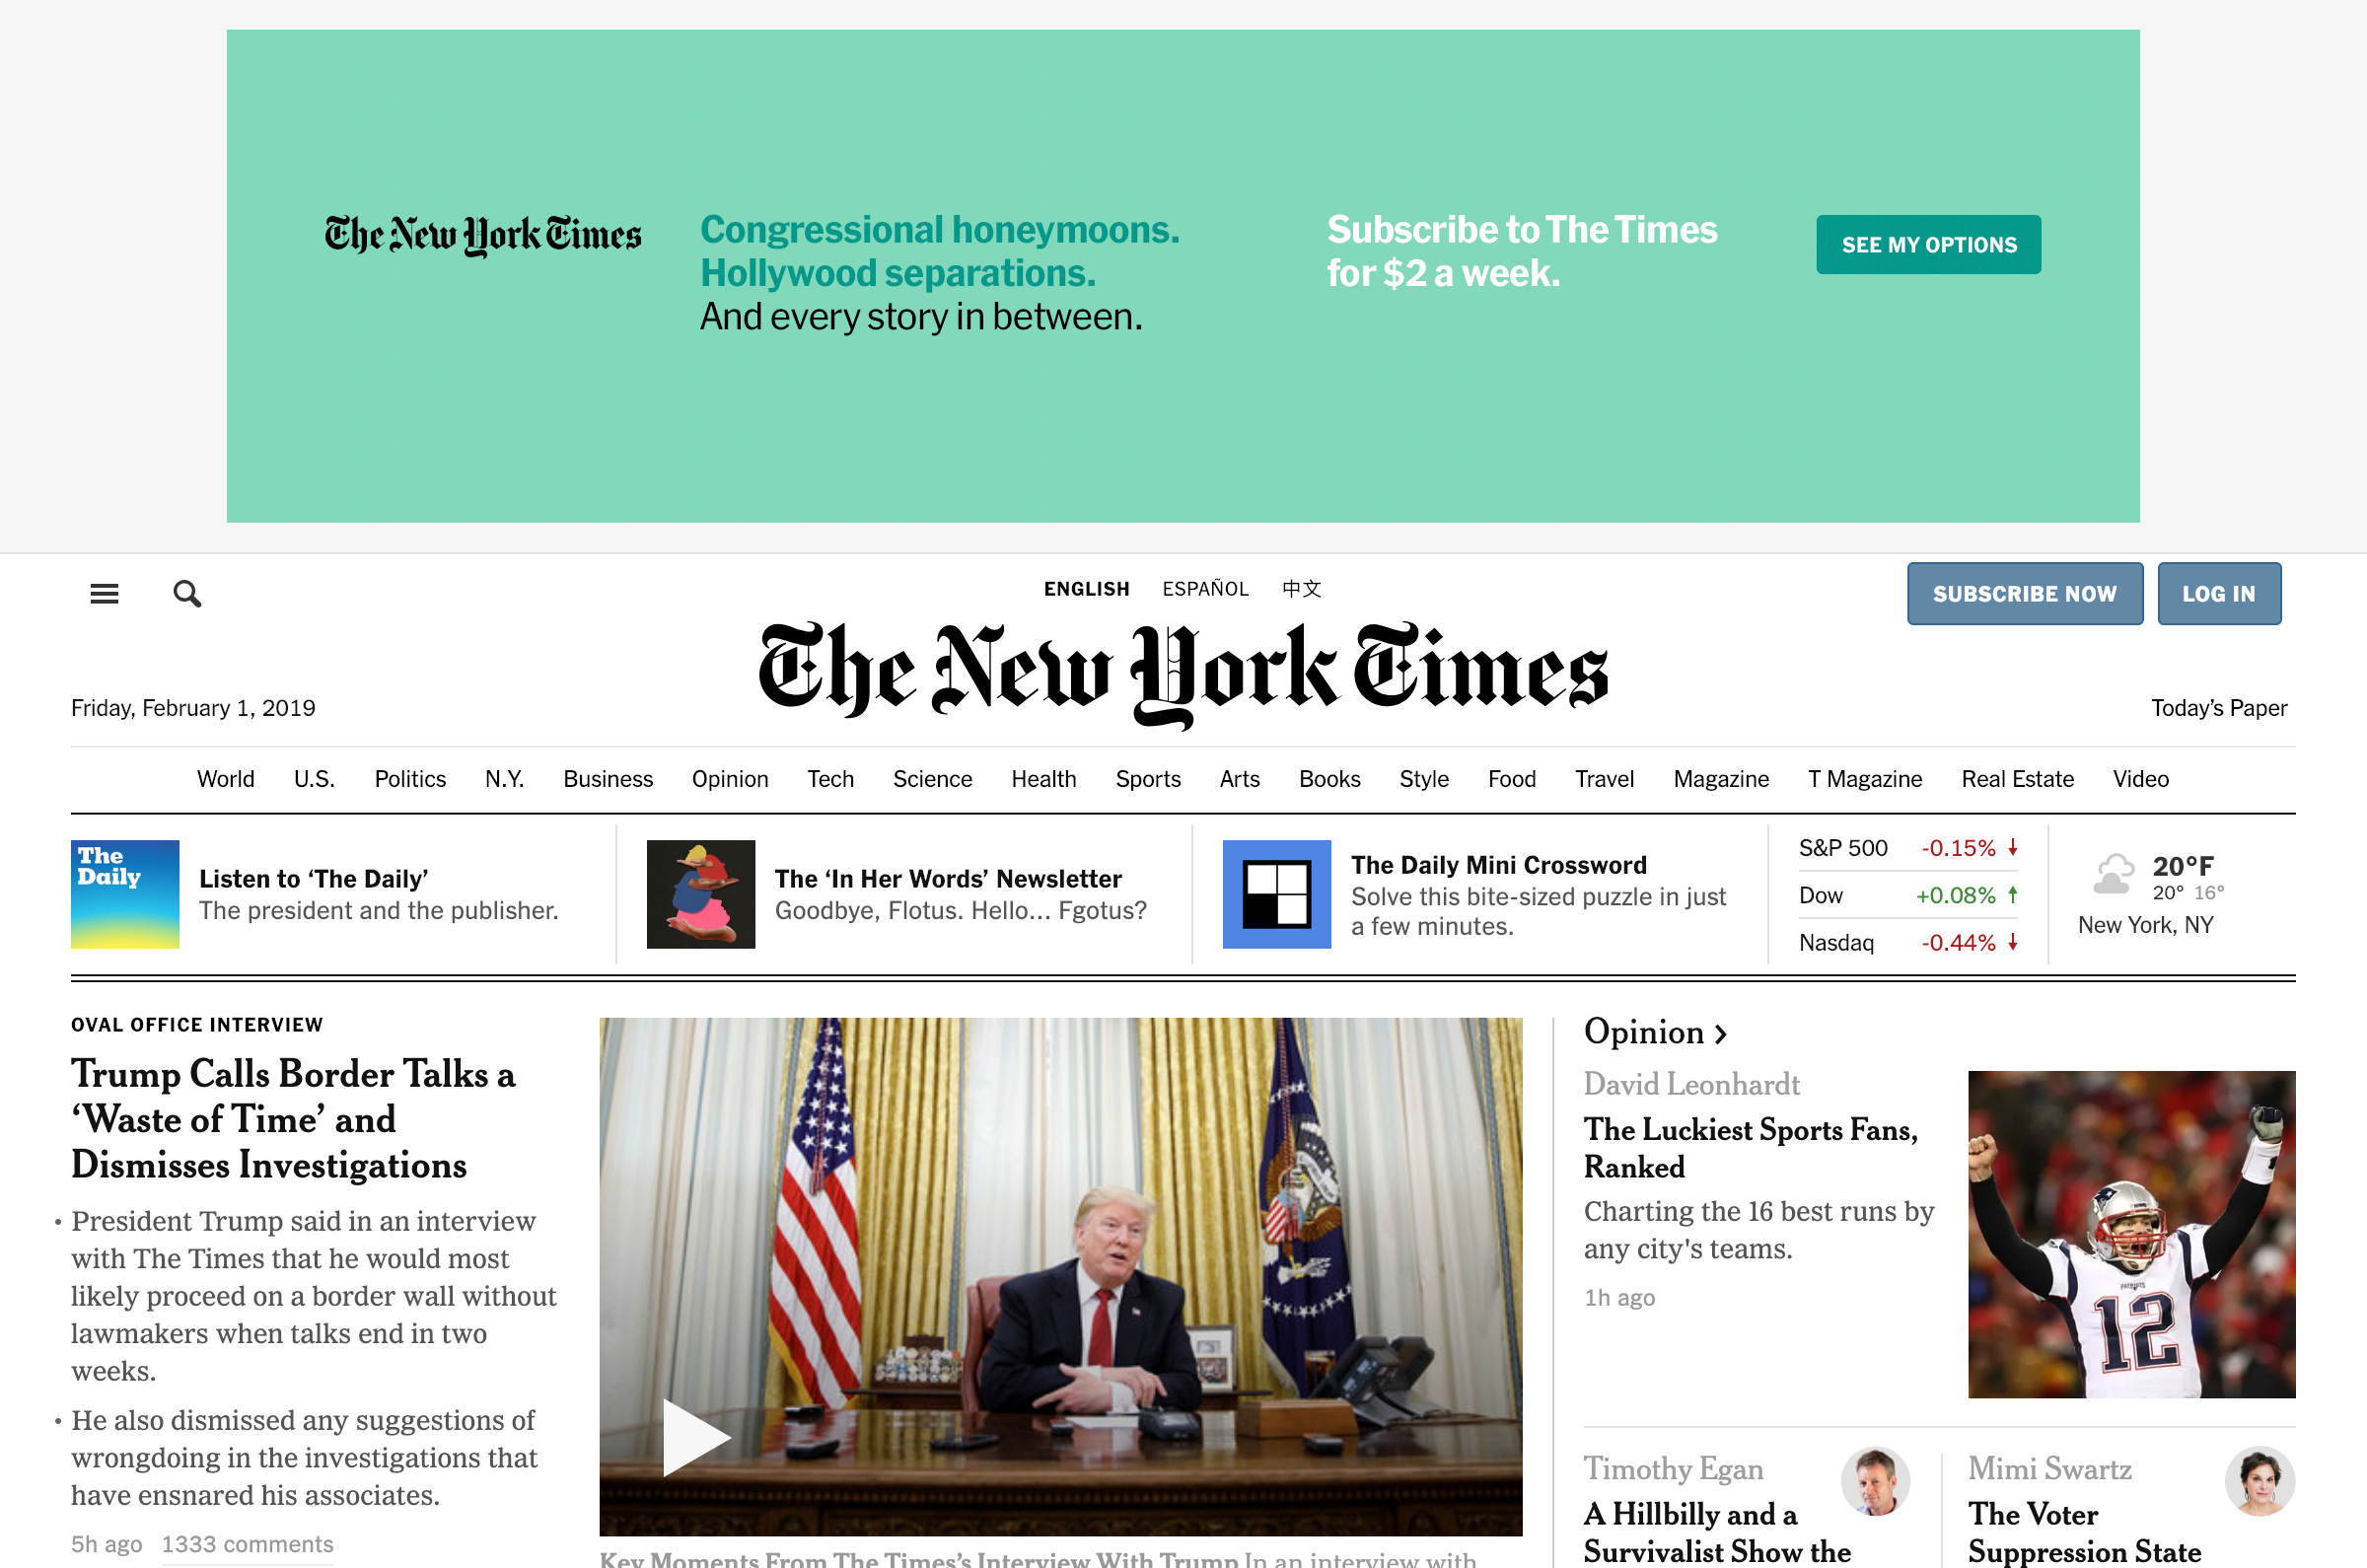 The New York Times
Congressional honeymoons.
Hollywood separations.
And every story in between.
Subscribe to The Times
for $2 a week.
SEE MY OPTIONS
ENGLISH ESPAÑOL 中文
SUBSCRIBE NOW
LOG IN
The New York Times
Friday, February 1, 2019
Today’s Paper
World U.S. Politics N.Y. Business Opinion Tech Science Health Sports Arts Books Style Food Travel Magazine T Magazine Real Estate Video
The
Daily
Listen to ‘The Daily’
The president and the publisher.
The ‘In Her Words’ Newsletter
Goodbye, Flotus. Hello... Fgotus?
The Daily Mini Crossword
Solve this bite-sized puzzle in just
a few minutes.
S&P 500 -0.15%
Dow +0.08%
Nasdaq -0.44%
20°F
20° 16°
New York, NY
OVAL OFFICE INTERVIEW
Trump Calls Border Talks a
‘Waste of Time’ and
Dismisses Investigations
• President Trump said in an interview
with The Times that he would most
likely proceed on a border wall without
lawmakers when talks end in two
weeks.
• He also dismissed any suggestions of
wrongdoing in the investigations that
have ensnared his associates.
5h ago 1333 comments
Key Moments From The Times’s Interview With Trump In an interview with
Opinion
David Leonhardt
The Luckiest Sports Fans,
Ranked
Charting the 16 best runs by
any city's teams.
1h ago
PATRIOTS
12
Timothy Egan
A Hillbilly and a
Survivalist Show the
Mimi Swartz
The Voter
Suppression State